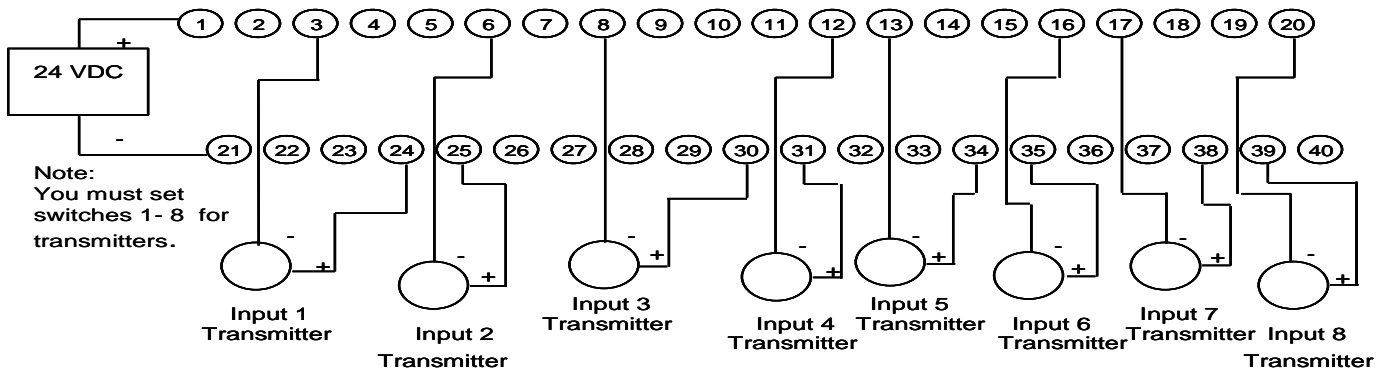 1 2 3 4 5 6 7 8 9 10 11 12 13 14 15 16 17 18 19 20
+
24 VDC
-
21 22 23 24 25 26 27 28 29 30 31 32 33 34 35 36 37 38 39 40
Note:
You must set
switches 1- 8 for
transmitters.
- +
Input 1
Transmitter
- +
Input 2
Transmitter
- +
Input 3
Transmitter
- +
Input 4
Transmitter
- +
Input 5
Transmitter
- +
Input 6
Transmitter
- +
Input 7
Transmitter
- +
Input 8
Transmitter